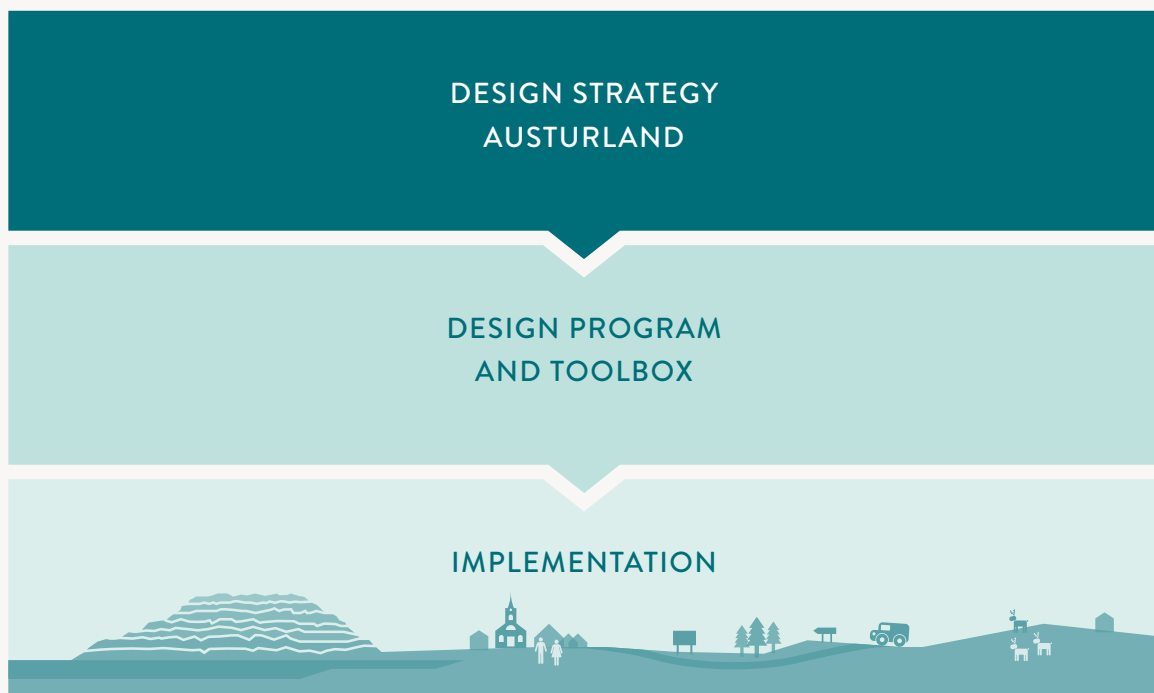 DESIGN STRATEGY
AUSTURLAND
DESIGN PROGRAM
AND TOOLBOX
IMPLEMENTATION